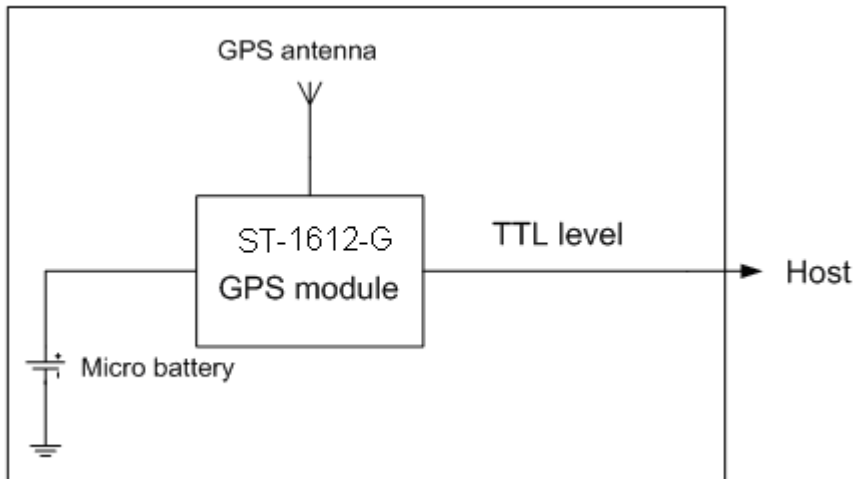 GPS antenna
ST-1612-G
GPS module
TTL level
Host
Micro battery
+
-